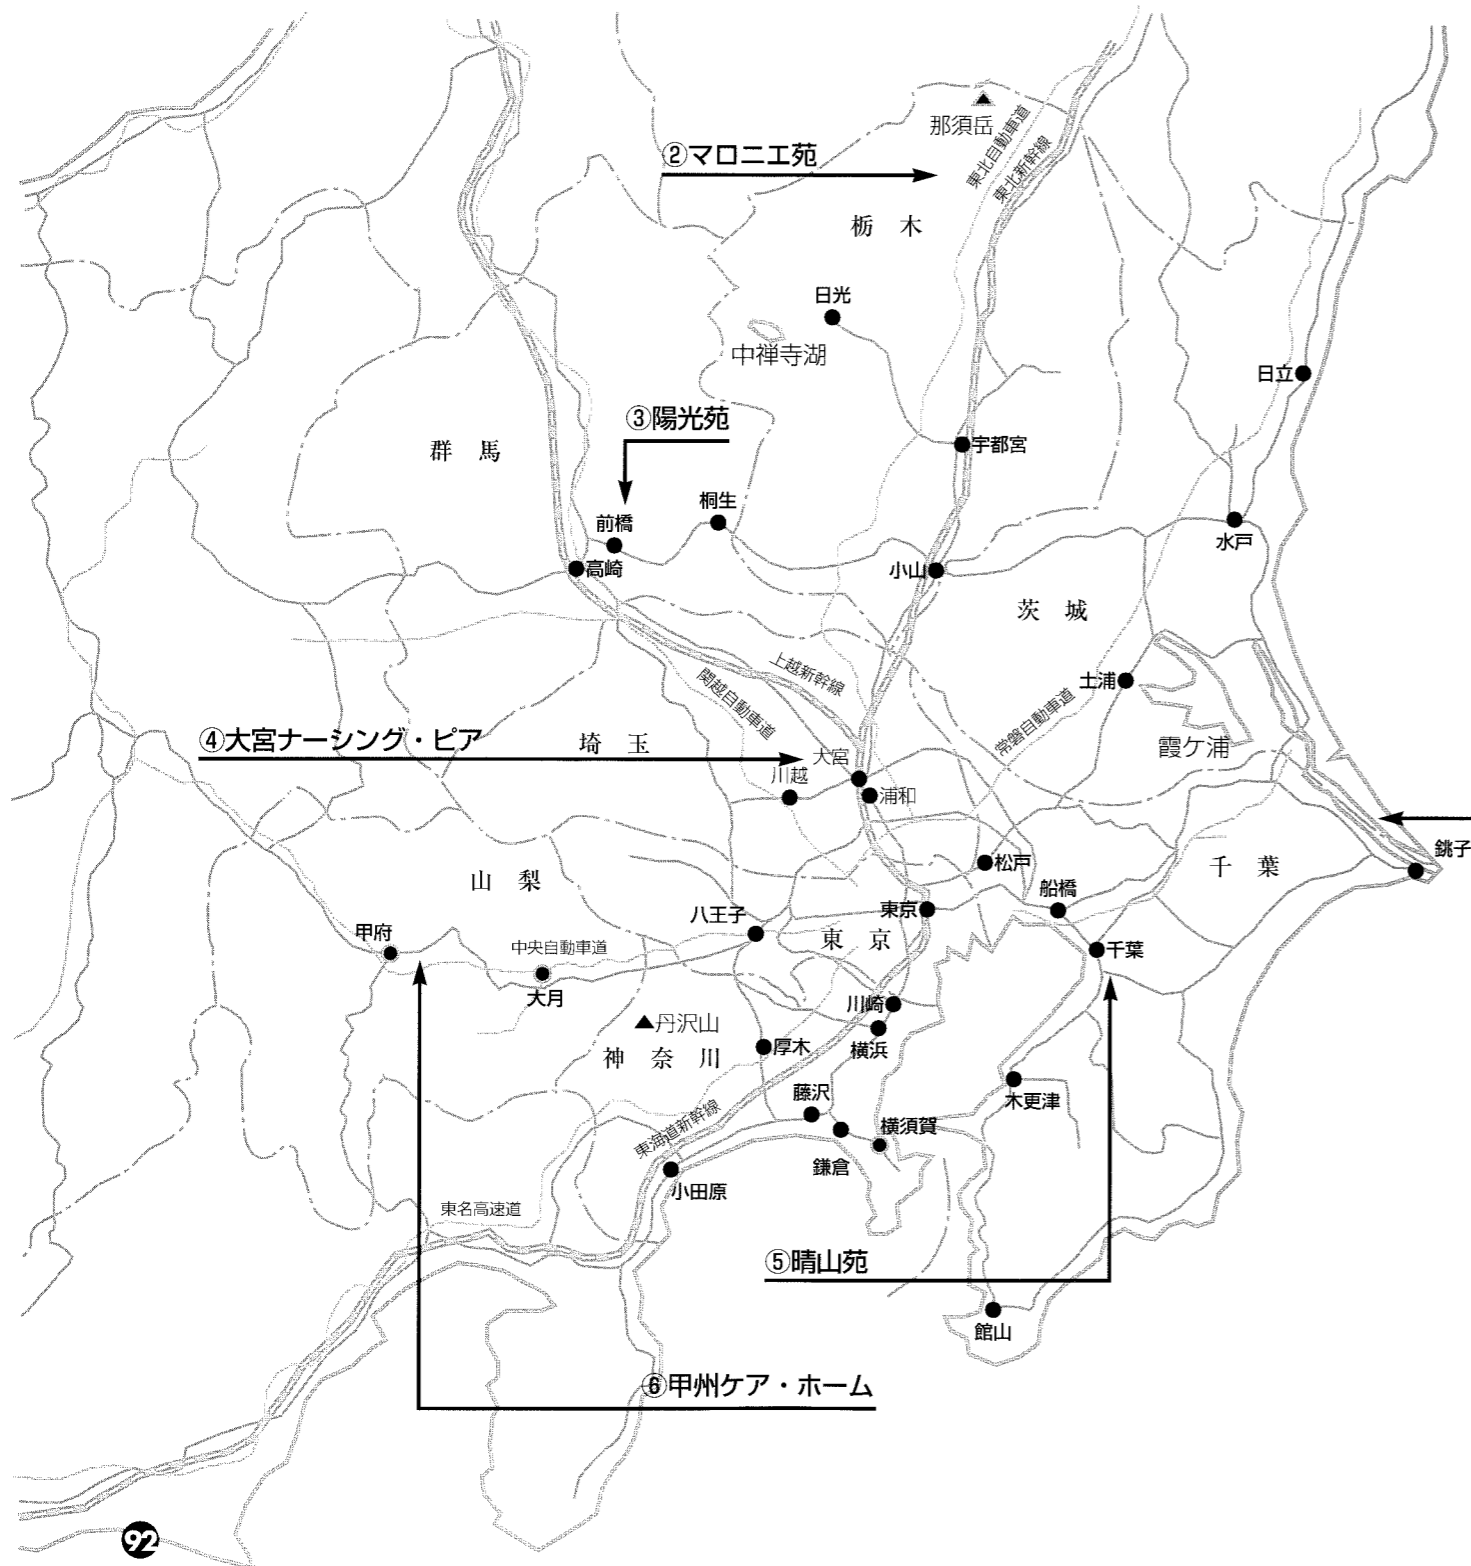 那須岳
②マロニエ苑
東北自動車道
東北新幹線
栃木
日光
中禅寺湖
日立
③陽光苑
群馬
宇都宮
桐生
前橋
水戸
高崎
小山
茨城
上越新幹線
関越自動車道
土浦
常磐自動車道
④大宮ナーシング・ピア
埼玉
霞ケ浦
大宮
川越
浦和
銚子
松戸
千葉
山梨
船橋
八王子
東京
甲府
中央自動車道
東京
千葉
大月
川崎
▲丹沢山
横浜
神奈川
厚木
藤沢
木更津
東海道新幹線
横須賀
鎌倉
小田原
東名高速道
⑤晴山苑
館山
⑥甲州ケア・ホーム
92